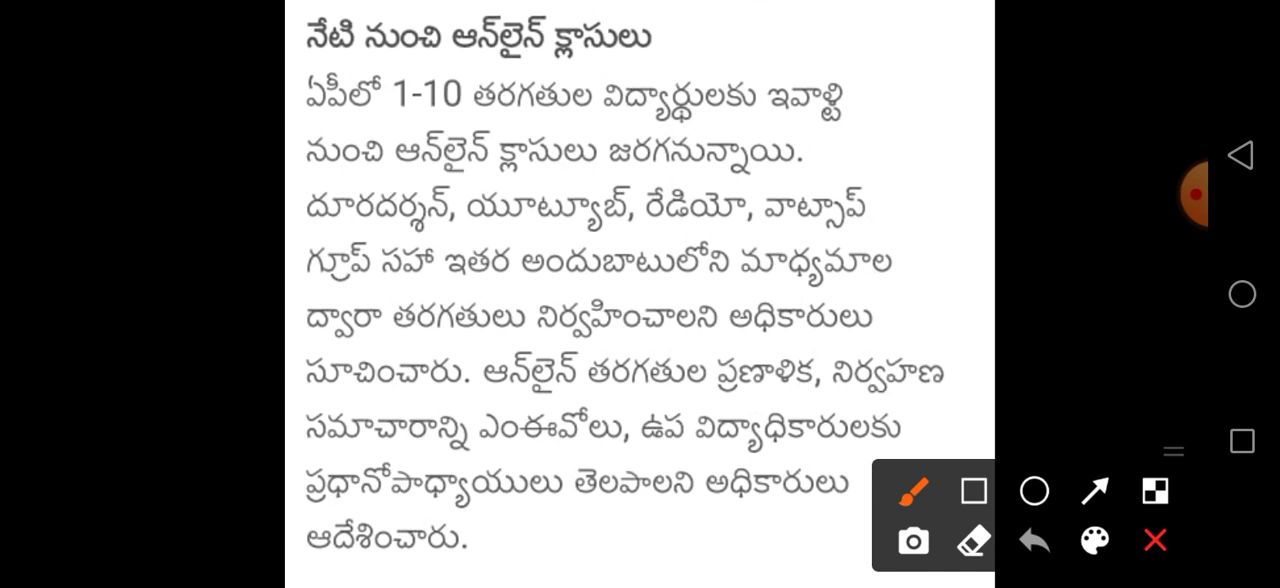 నేటి నుంచి ఆన్‌లైన్ క్లాసులు
ఏపీలో 1-10 తరగతుల విద్యార్థులకు ఇవాళ్టి
నుంచి ఆన్‌లైన్ క్లాసులు జరగనున్నాయి.
దూరదర్శన్, యూట్యూబ్, రేడియో, వాట్సాప్
గ్రూప్ సహా ఇతర అందుబాటులోని మాధ్యమాల
ద్వారా తరగతులు నిర్వహించాలని అధికారులు
సూచించారు. ఆన్‌లైన్ తరగతుల ప్రణాళిక, నిర్వహణ
సమాచారాన్ని ఎంఈవోలు, ఉప విద్యాధికారులకు
ప్రధానోపాధ్యాయులు తెలపాలని అధికారులు
ఆదేశించారు.